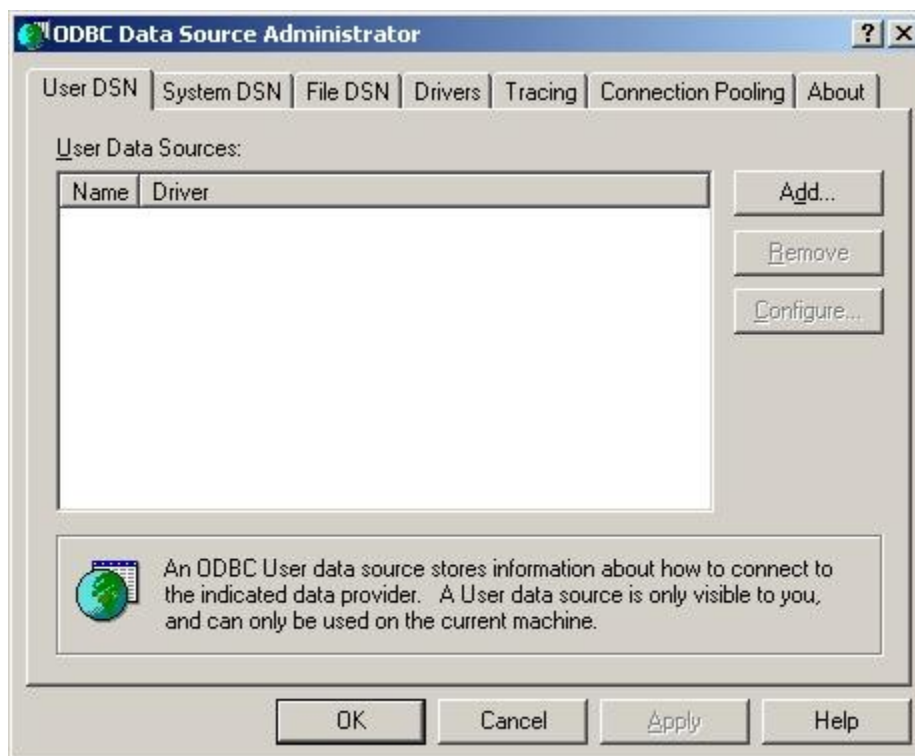 ODBC Data Source Administrator
User DSN System DSN File DSN Drivers Tracing Connection Pooling About
User Data Sources:
Name Driver
Add...
Remove
Configure...
An ODBC User data source stores information about how to connect to
the indicated data provider. A User data source is only visible to you,
and can only be used on the current machine.
OK Cancel Apply Help